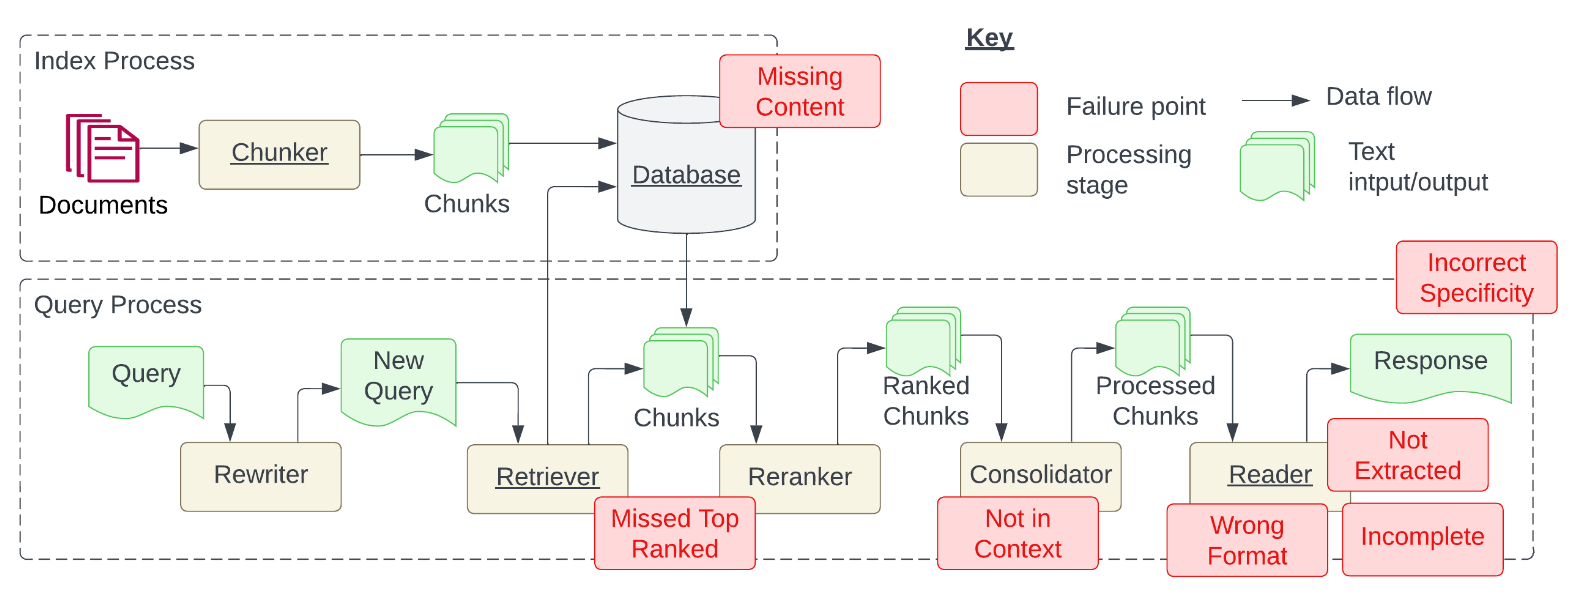 Index Process
Documents
Chunker
Chunks
Database
Missing
Content
Key
Failure point
Data flow
Processing
stage
Text
intput/output
Query Process
Incorrect
Specificity
Query
New
Query
Chunks
Ranked
Chunks
Processed
Chunks
Response
Rewriter
Retriever
Reranker
Consolidator
Reader
Not
Extracted
Missed Top
Ranked
Not in
Context
Wrong
Format
Incomplete